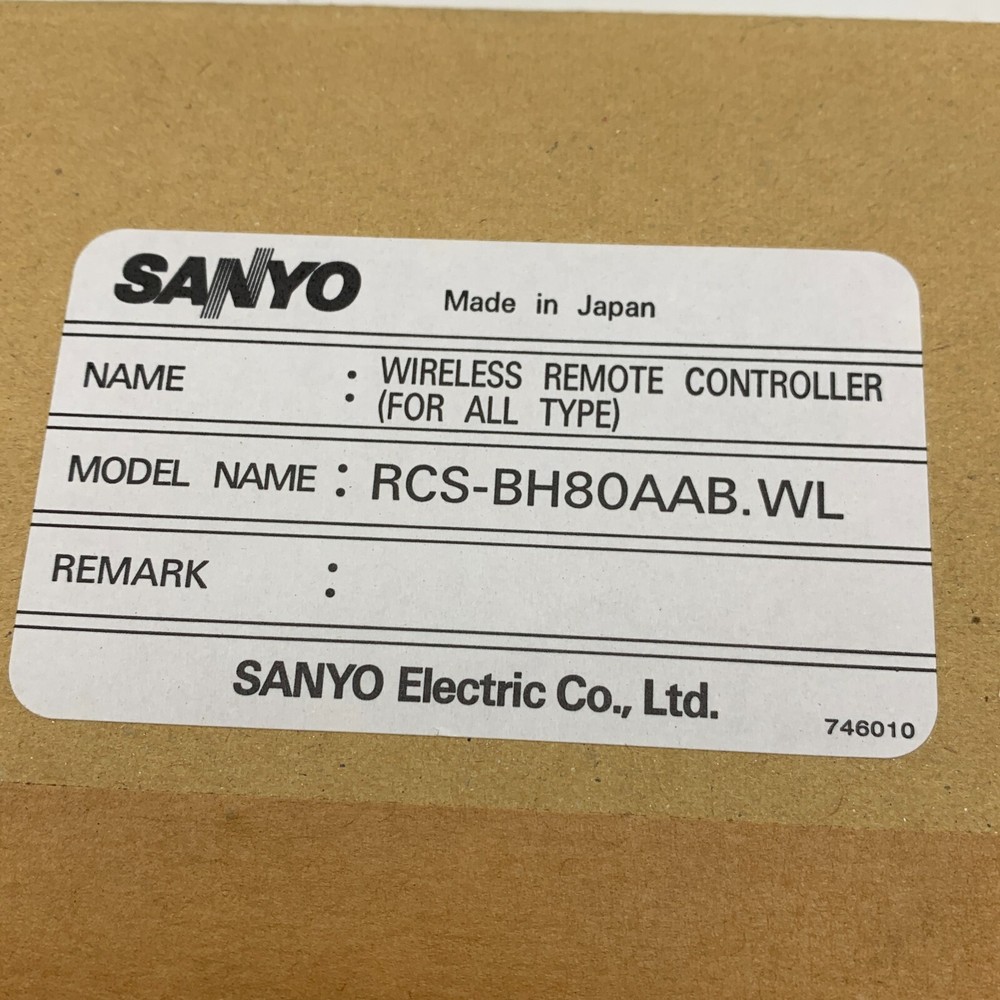 SANYO Made in Japan
NAME : WIRELESS REMOTE CONTROLLER
(FOR ALL TYPE)
MODEL NAME : RCS-BH80AAB.WL
REMARK :
SANYO Electric Co., Ltd.
746010